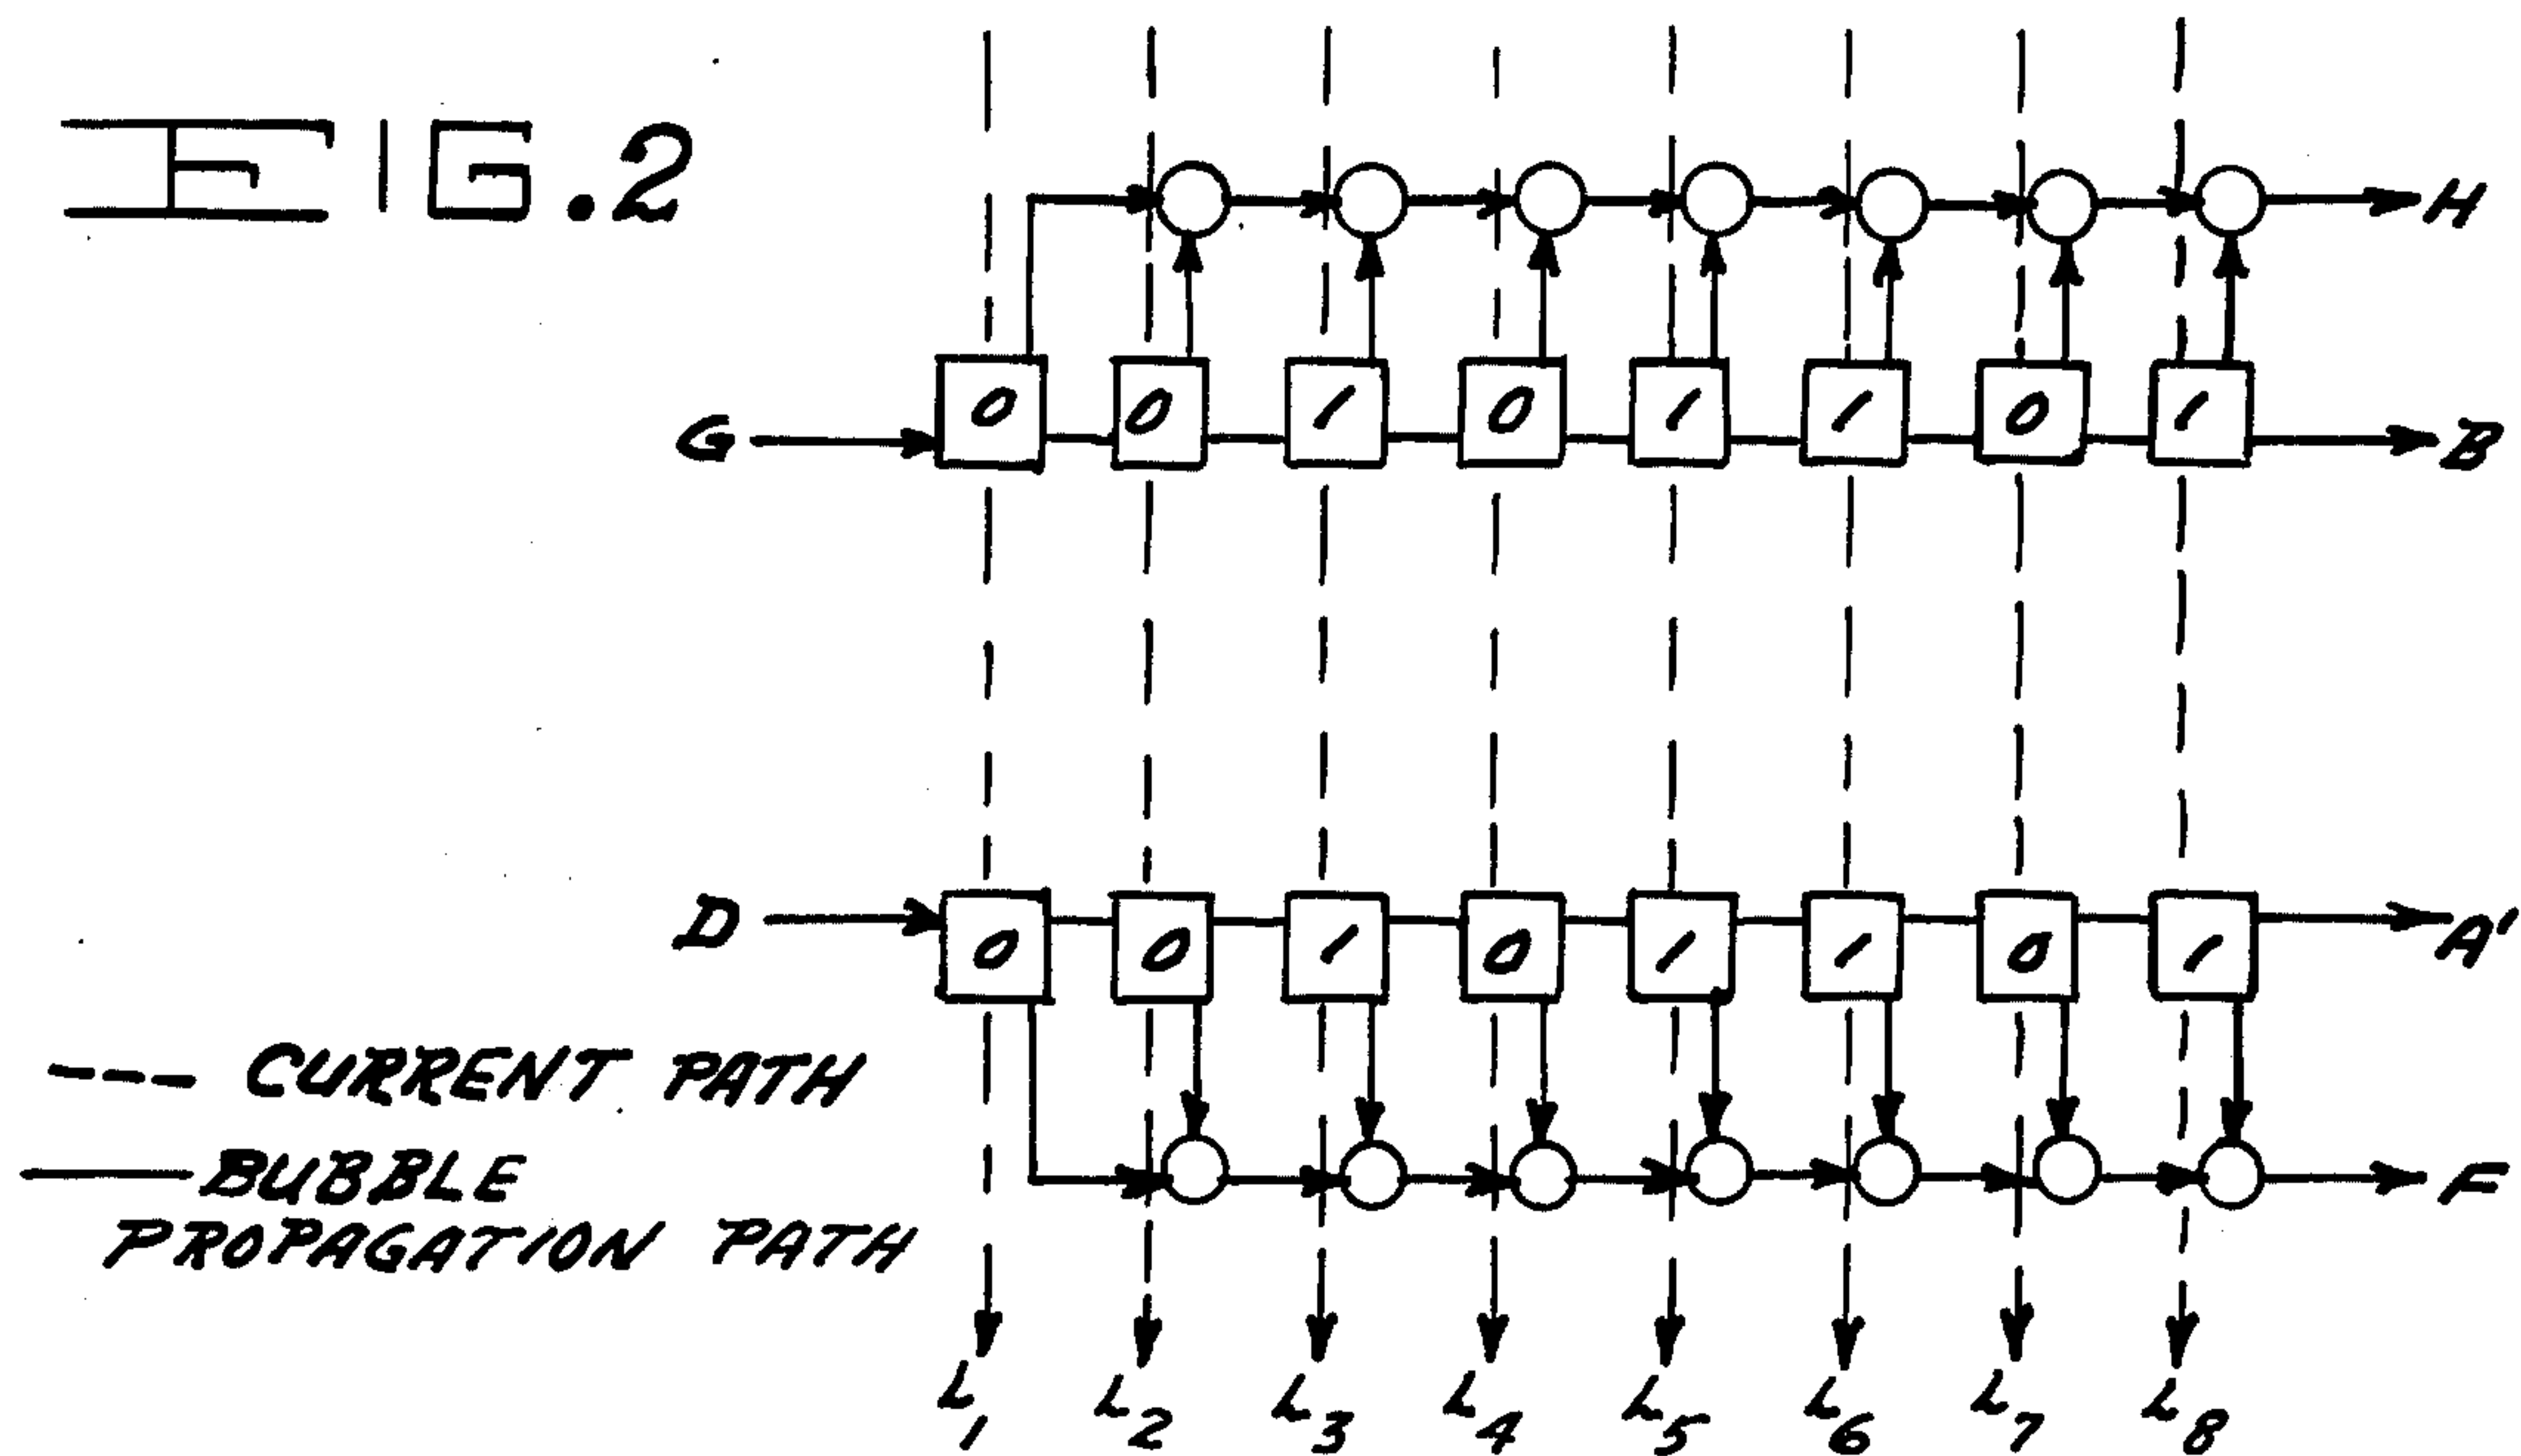 FIG.2
H
0 0 1 0 1 1 0 1
G B
D A'
0 0 1 0 1 1 0 1
--- CURRENT PATH
BUBBLE
PROPAGATION PATH
F
L1 L2 L3 L4 L5 L6 L7 L8